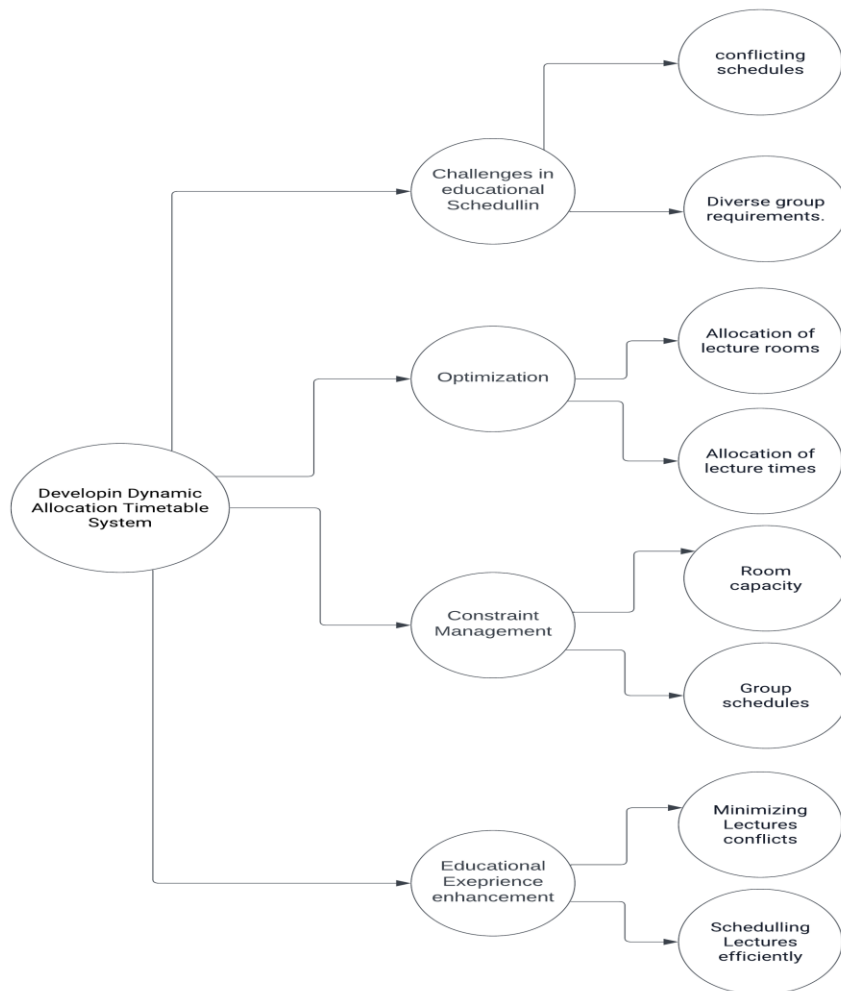 conflicting
schedules
Challenges in
educational
Schedullin
Diverse group
requirements.
Allocation of
lecture rooms
Optimization
Allocation of
lecture times
Developin Dynamic
Allocation Timetable
System
Room
capacity
Constraint
Management
Group
schedules
Minimizing
Lectures
conflicts
Educational
Exeprience
enhancement
Schedulling
Lectures
efficiently